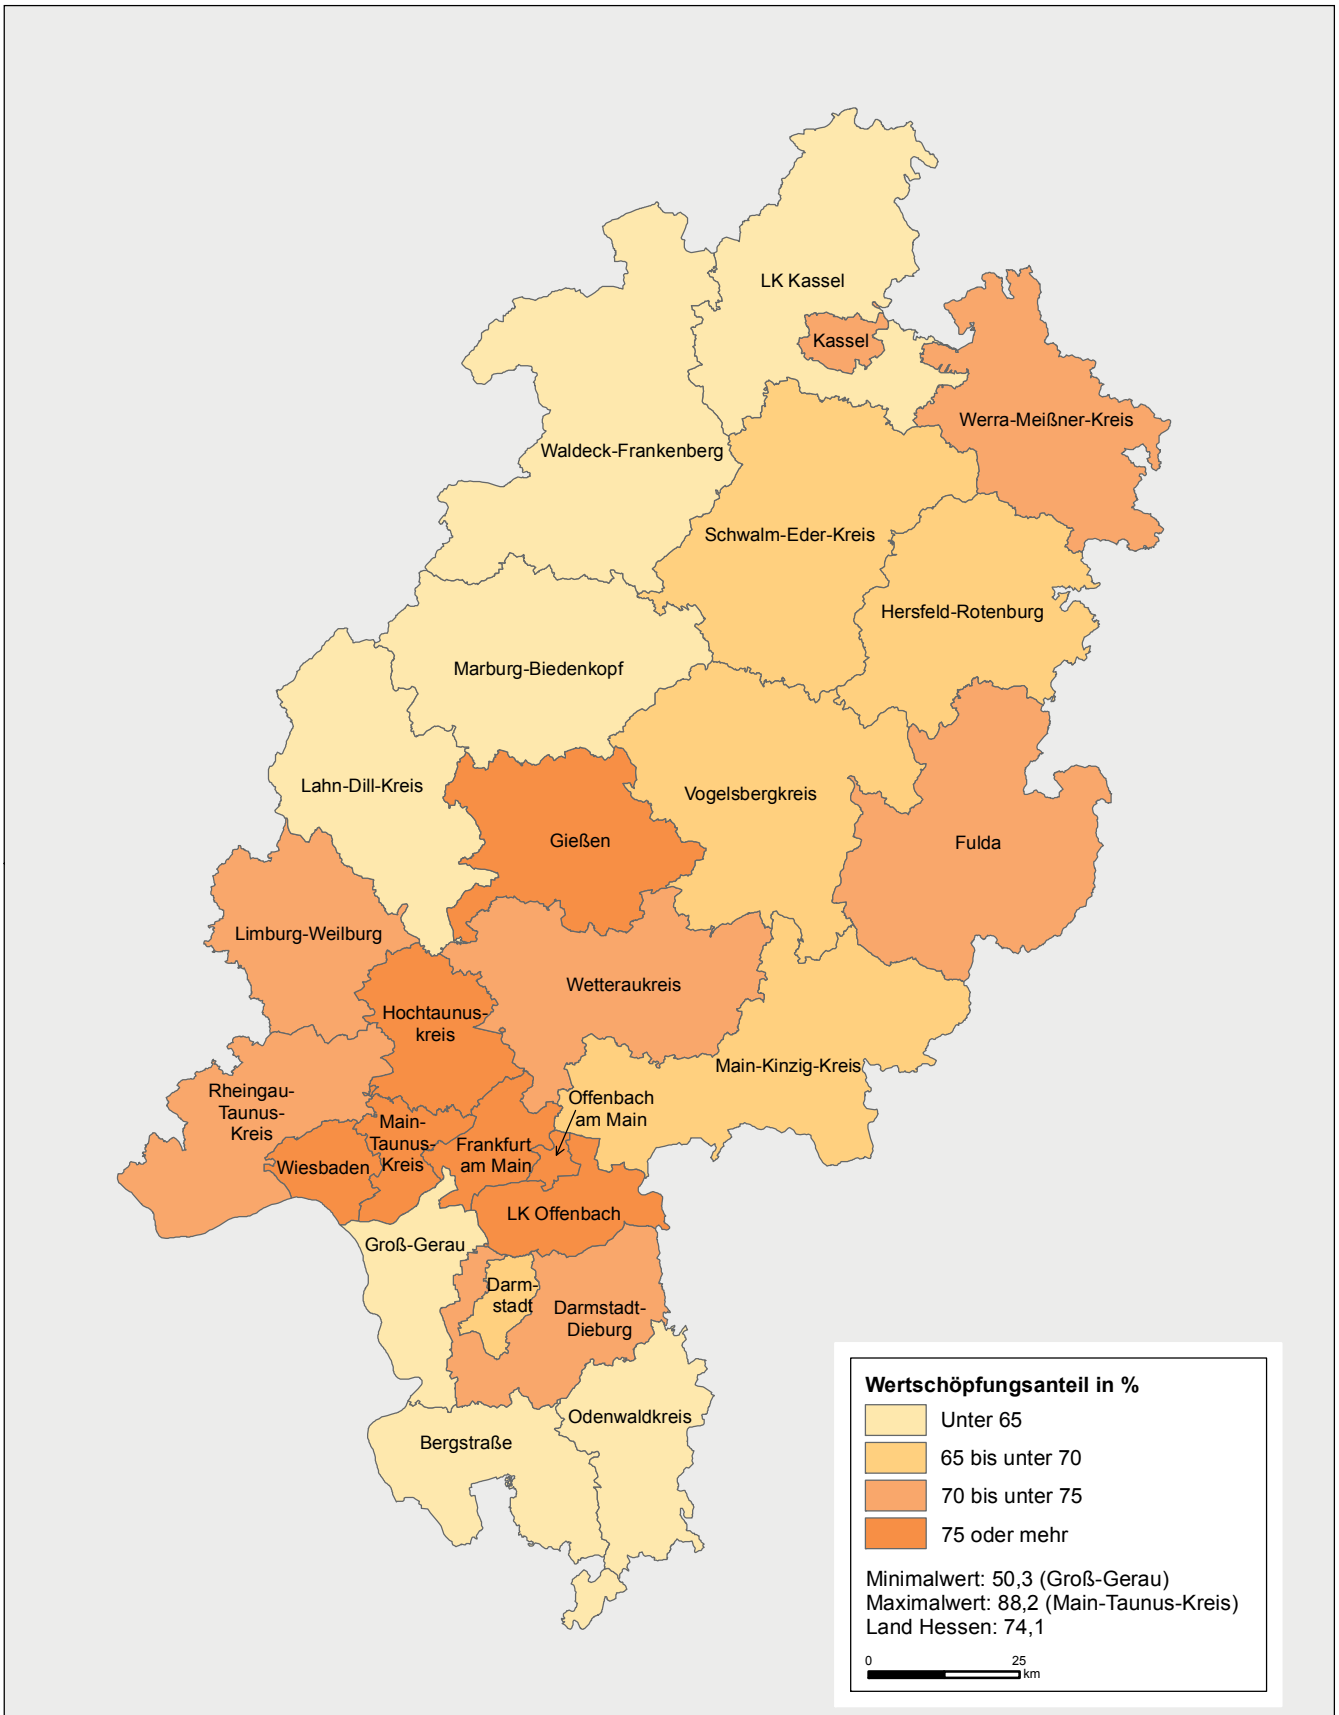 LK Kassel
Kassel
Werra-Meißner-Kreis
Waldeck-Frankenberg
Schwalm-Eder-Kreis
Hersfeld-Rotenburg
Marburg-Biedenkopf
Lahn-Dill-Kreis
Vogelsbergkreis
Gießen
Fulda
Limburg-Weilburg
Wetteraukreis
Hochtaunus-
kreis
Main-Kinzig-Kreis
Rheingau-
Taunus-
Kreis
Offenbach
am Main
Main-
Taunus-
Kreis
Frankfurt
am Main
Wiesbaden
LK Offenbach
Groß-Gerau
Darm-
stadt
Darmstadt-
Dieburg
Odenwaldkreis
Bergstraße
Wertschöpfungsanteil in %
Unter 65
65 bis unter 70
70 bis unter 75
75 oder mehr
Minimalwert: 50,3 (Groß-Gerau)
Maximalwert: 88,2 (Main-Taunus-Kreis)
Land Hessen: 74,1
0 25
km